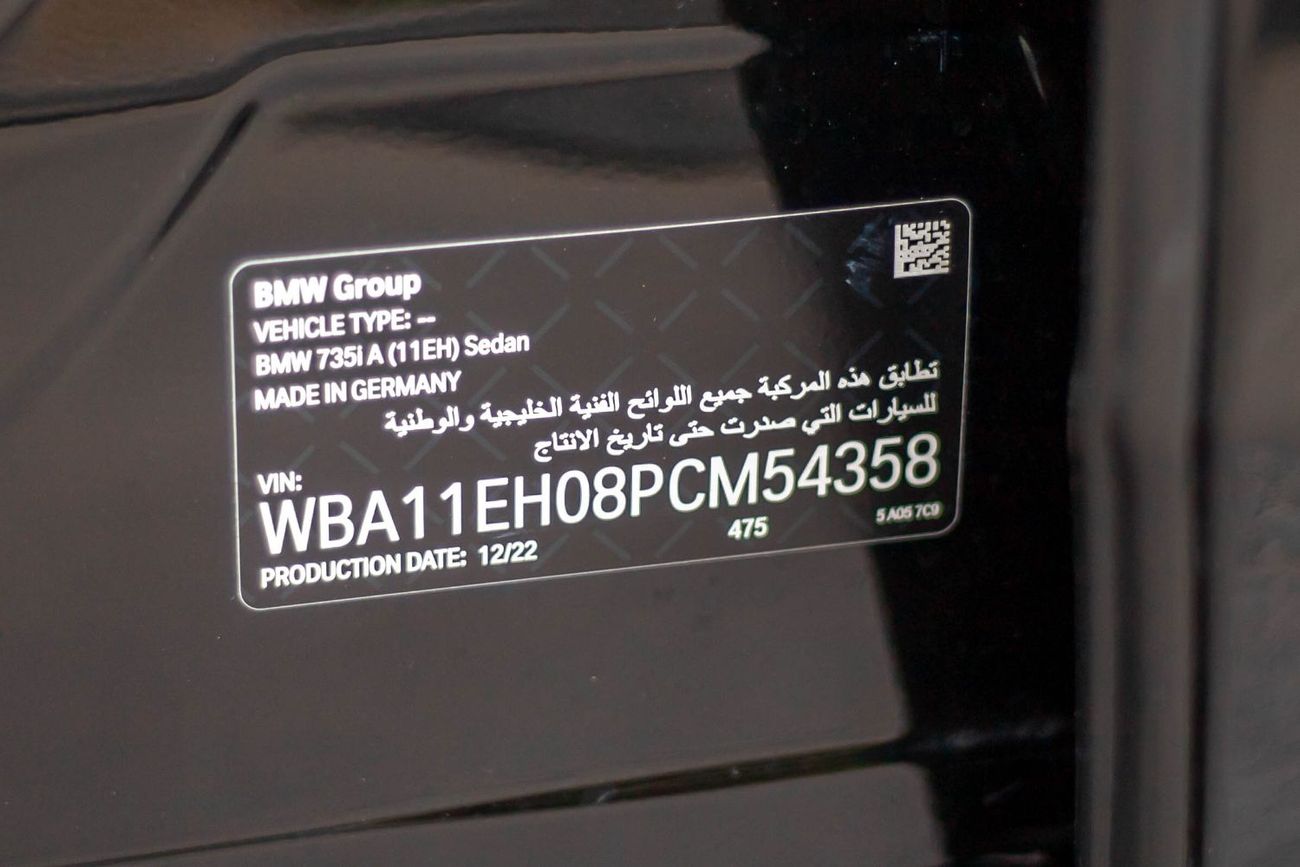 BMW Group
VEHICLE TYPE: --
BMW 735i A (11EH) Sedan
MADE IN GERMANY
تطابق هذه المركبة جميع اللوائح الفنية الخليجية والوطنية
للسيارات التي صدرت حتى تاريخ الانتاج
VIN:
WBA11EH08PCM54358
PRODUCTION DATE: 12/22
475
5 A05 7C9